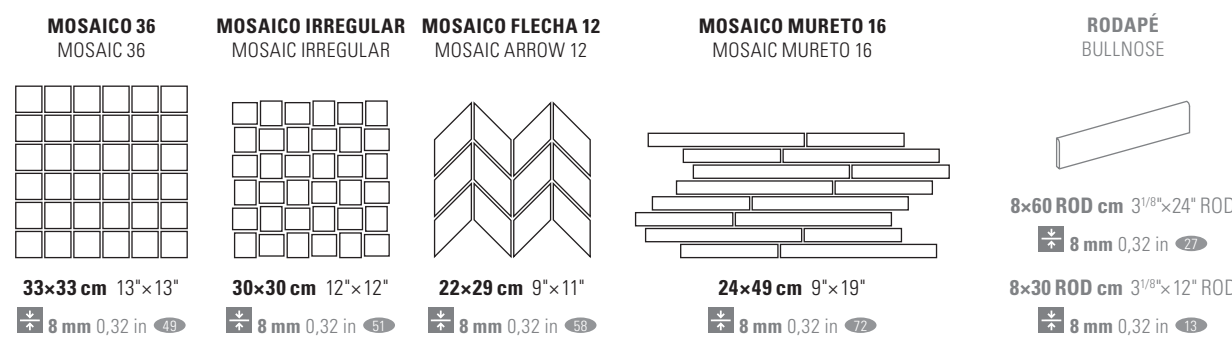 MOSAICO 36
MOSAIC 36
33×33 cm 13"×13"
8 mm 0,32 in 49
MOSAICO IRREGULAR
MOSAIC IRREGULAR
30×30 cm 12"×12"
8 mm 0,32 in 51
MOSAICO FLECHA 12
MOSAIC ARROW 12
22×29 cm 9"×11"
8 mm 0,32 in 58
MOSAICO MURETO 16
MOSAIC MURETO 16
24×49 cm 9"×19"
8 mm 0,32 in 72
RODAPÉ
BULLNOSE
8×60 ROD cm 3 1/8"×24" ROD
8 mm 0,32 in 27
8×30 ROD cm 3 1/8"×12" ROD
8 mm 0,32 in 13